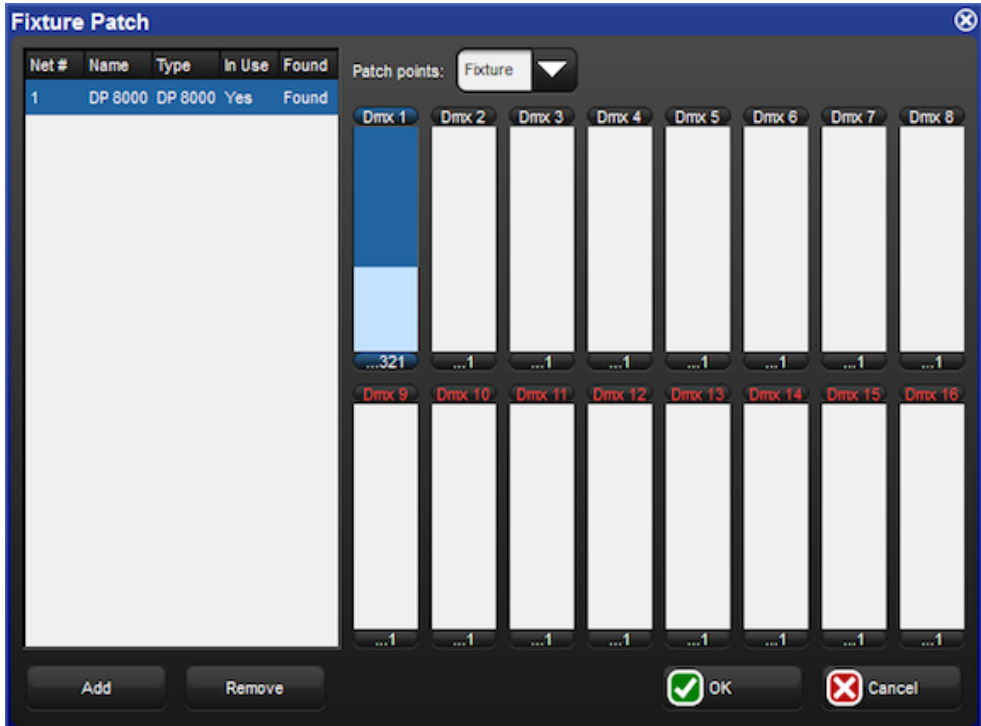 Fixture Patch
Net # Name Type In Use Found
1 DP 8000 DP 8000 Yes Found
Patch points: Fixture
Dmx 1 Dmx 2 Dmx 3 Dmx 4 Dmx 5 Dmx 6 Dmx 7 Dmx 8
...321 ...1 ...1 ...1 ...1 ...1 ...1 ...1
Dmx 9 Dmx 10 Dmx 11 Dmx 12 Dmx 13 Dmx 14 Dmx 15 Dmx 16
...1 ...1 ...1 ...1 ...1 ...1 ...1 ...1
Add Remove OK Cancel